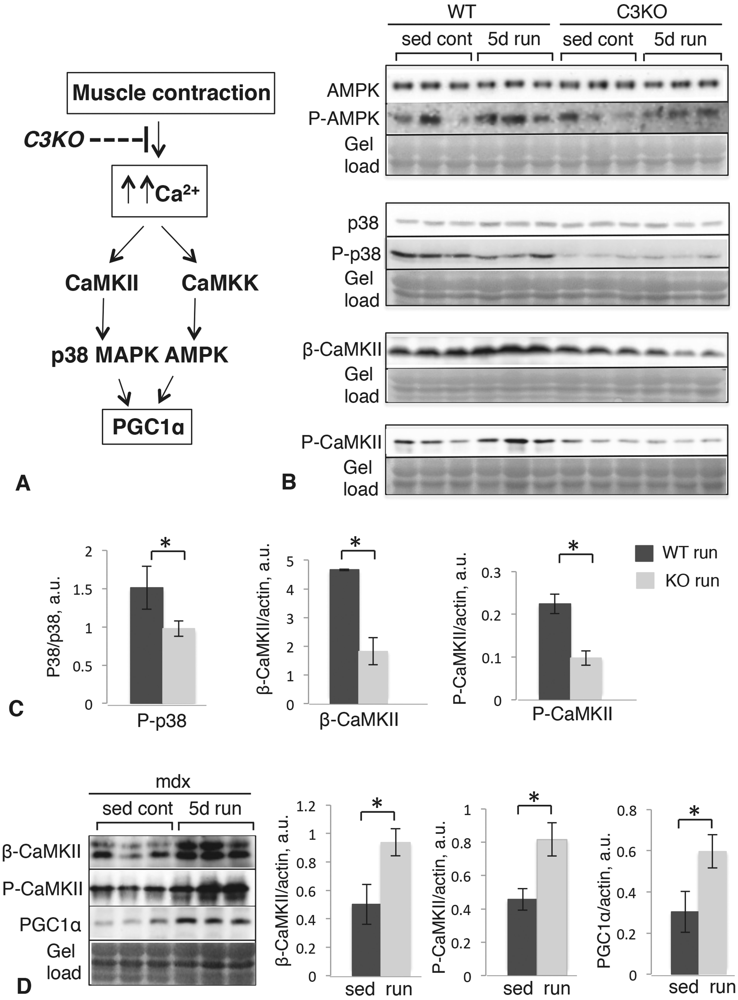 Muscle contraction
C3KO
↑↑Ca²⁺
CaMKII CaMKK
p38 MAPK AMPK
PGC1α
A
WT C3KO
sed cont 5d run sed cont 5d run
AMPK
P-AMPK
Gel
load
p38
P-p38
Gel
load
β-CaMKII
Gel
load
P-CaMKII
Gel
load
B
P38/p38, a.u.
2
1.5
1
0.5
0
*
P-p38
β-CaMKII/actin, a.u.
5
4
3
2
1
0
*
β-CaMKII
P-CaMKII/actin, a.u.
0.3
0.2
0.1
0
*
P-CaMKII
WT run
KO run
C
mdx
sed cont 5d run
β-CaMKII
P-CaMKII
PGC1α
Gel
load
D
β-CaMKII/actin, a.u.
1.2
1
0.8
0.6
0.4
0.2
0
*
sed run
P-CaMKII/actin, a.u.
1
0.8
0.6
0.4
0.2
0
*
sed run
PGC1α/actin, a.u.
0.8
0.6
0.4
0.2
0
*
sed run